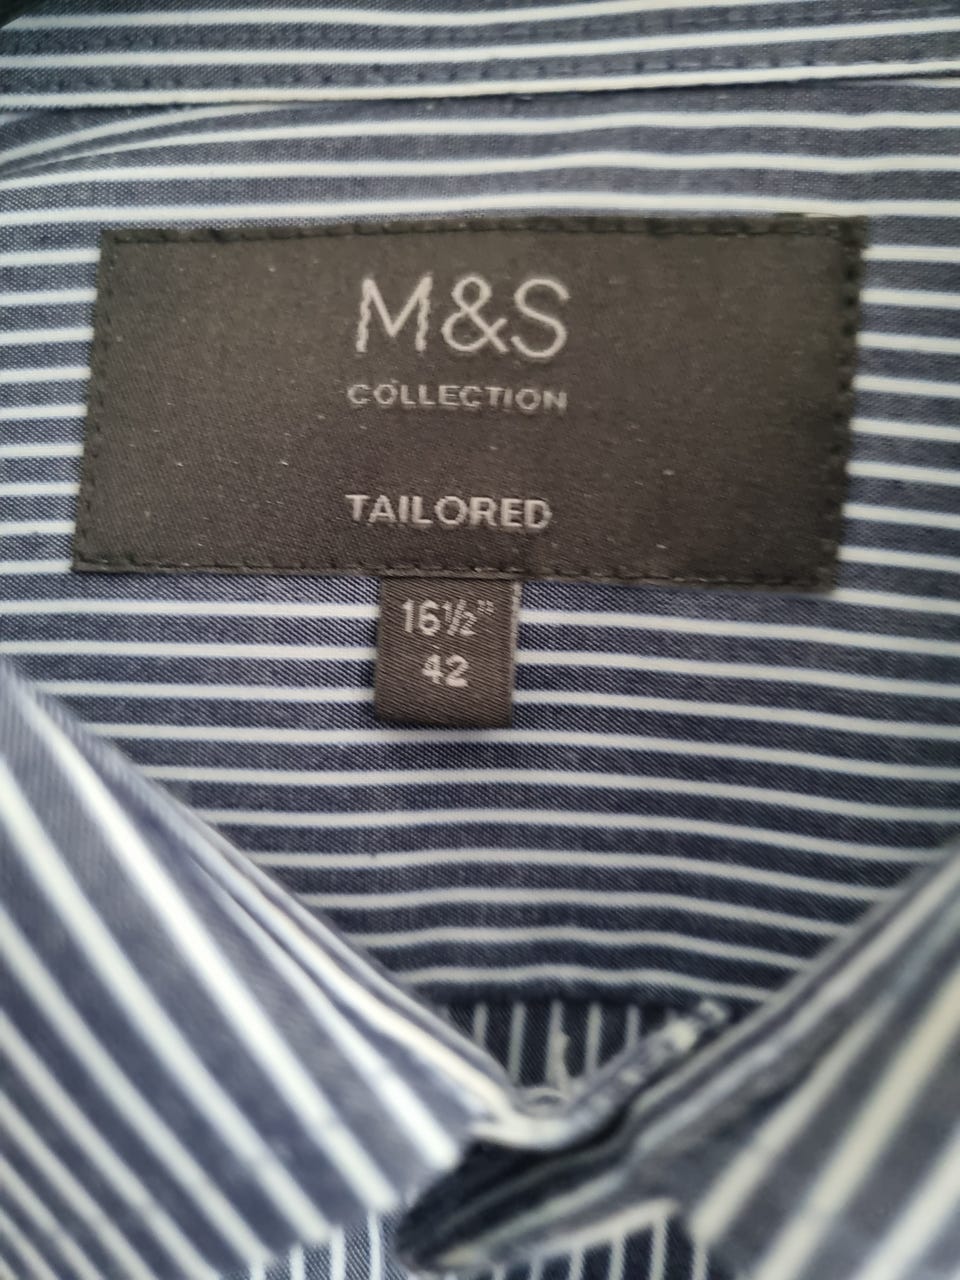 M&S
COLLECTION
TAILORED
16½"
42